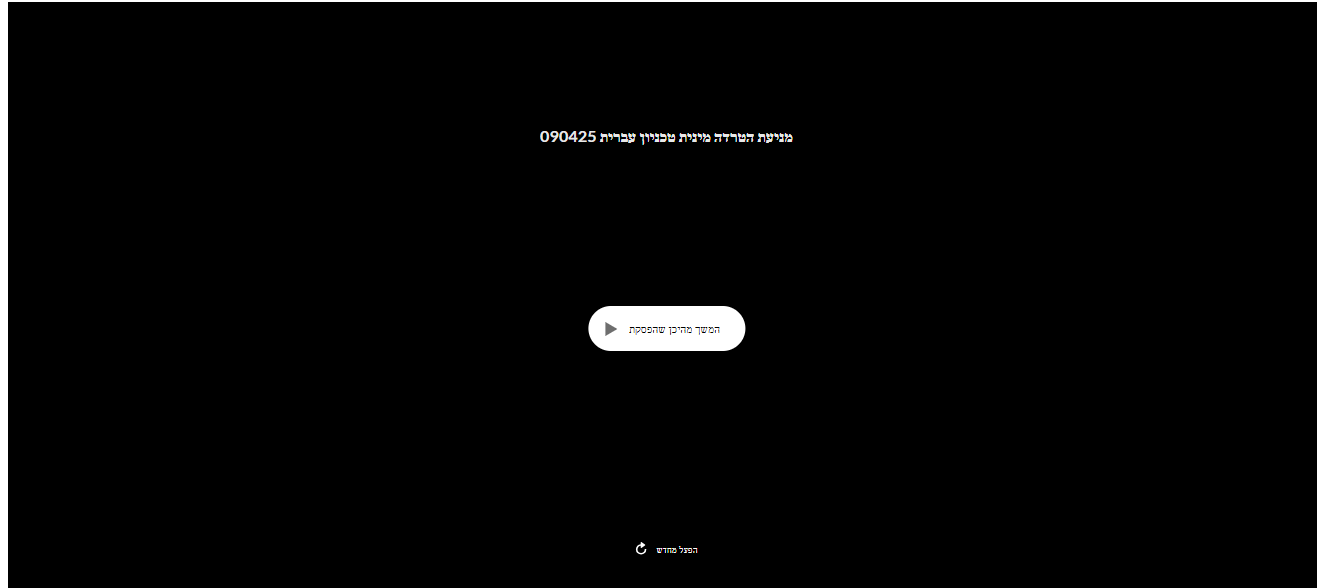 מניעת הטרדה מינית טכניון עברית 090425
המשך מהיכן שהפסקת
הפעל מחדש